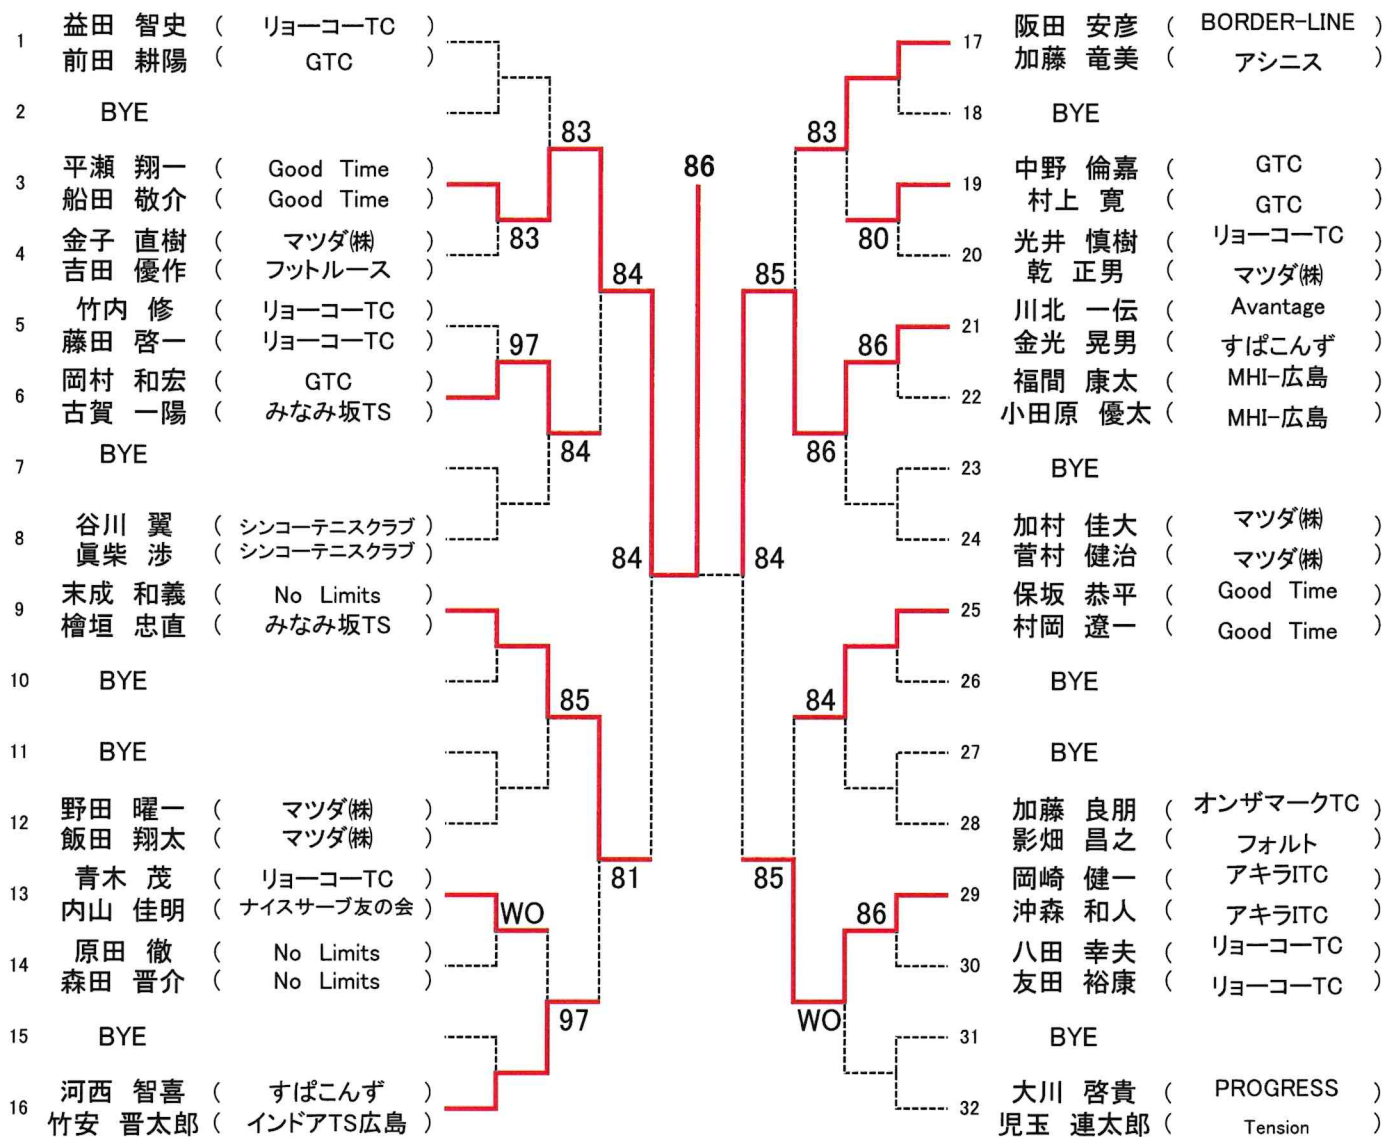 1 益田 智史 ( リョーコーTC )
前田 耕陽 ( GTC )
2 BYE
83
3 平瀬 翔一 ( Good Time )
船田 敬介 ( Good Time )
83
4 金子 直樹 ( マツダ㈱ )
吉田 優作 ( フットルース )
84
5 竹内 修 ( リョーコーTC )
藤田 啓一 ( リョーコーTC )
97
6 岡村 和宏 ( GTC )
古賀 一陽 ( みなみ坂TS )
84
7 BYE
8 谷川 翼 ( シンコーテニスクラブ )
眞柴 渉 ( シンコーテニスクラブ )
84
9 末成 和義 ( No Limits )
檜垣 忠直 ( みなみ坂TS )
10 BYE
85
11 BYE
12 野田 曜一 ( マツダ㈱ )
飯田 翔太 ( マツダ㈱ )
81
13 青木 茂 ( リョーコーTC )
内山 佳明 ( ナイスサーブ友の会 )
WO
14 原田 徹 ( No Limits )
森田 晋介 ( No Limits )
97
15 BYE
16 河西 智喜 ( すぱこんず )
竹安 晋太郎 ( インドアTS広島 )
86
17 阪田 安彦 ( BORDER-LINE )
加藤 竜美 ( アシニス )
18 BYE
83
19 中野 倫嘉 ( GTC )
村上 寛 ( GTC )
80
20 光井 慎樹 ( リョーコーTC )
乾 正男 ( マツダ㈱ )
85
21 川北 一伝 ( Avantage )
金光 晃男 ( すぱこんず )
86
22 福間 康太 ( MHI-広島 )
小田原 優太 ( MHI-広島 )
86
23 BYE
24 加村 佳大 ( マツダ㈱ )
菅村 健治 ( マツダ㈱ )
84
25 保坂 恭平 ( Good Time )
村岡 遼一 ( Good Time )
26 BYE
84
27 BYE
28 加藤 良朋 ( オンザマークTC )
影畑 昌之 ( フォルト )
85
29 岡崎 健一 ( アキラITC )
沖森 和人 ( アキラITC )
86
30 八田 幸夫 ( リョーコーTC )
友田 裕康 ( リョーコーTC )
WO
31 BYE
32 大川 啓貴 ( PROGRESS )
児玉 連太郎 ( Tension )